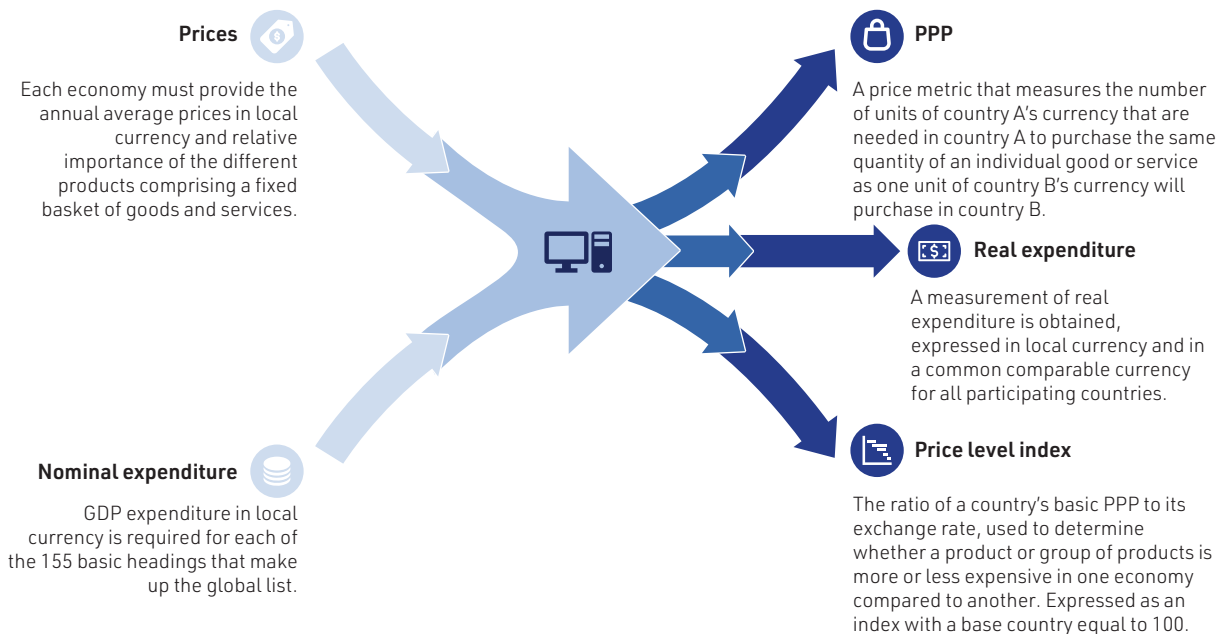 Prices
Each economy must provide the
annual average prices in local
currency and relative
importance of the different
products comprising a fixed
basket of goods and services.
Nominal expenditure
GDP expenditure in local
currency is required for each of
the 155 basic headings that make
up the global list.
PPP
A price metric that measures the number
of units of country A's currency that are
needed in country A to purchase the same
quantity of an individual good or service
as one unit of country B's currency will
purchase in country B.
Real expenditure
A measurement of real
expenditure is obtained,
expressed in local currency and in
a common comparable currency
for all participating countries.
Price level index
The ratio of a country's basic PPP to its
exchange rate, used to determine
whether a product or group of products is
more or less expensive in one economy
compared to another. Expressed as an
index with a base country equal to 100.